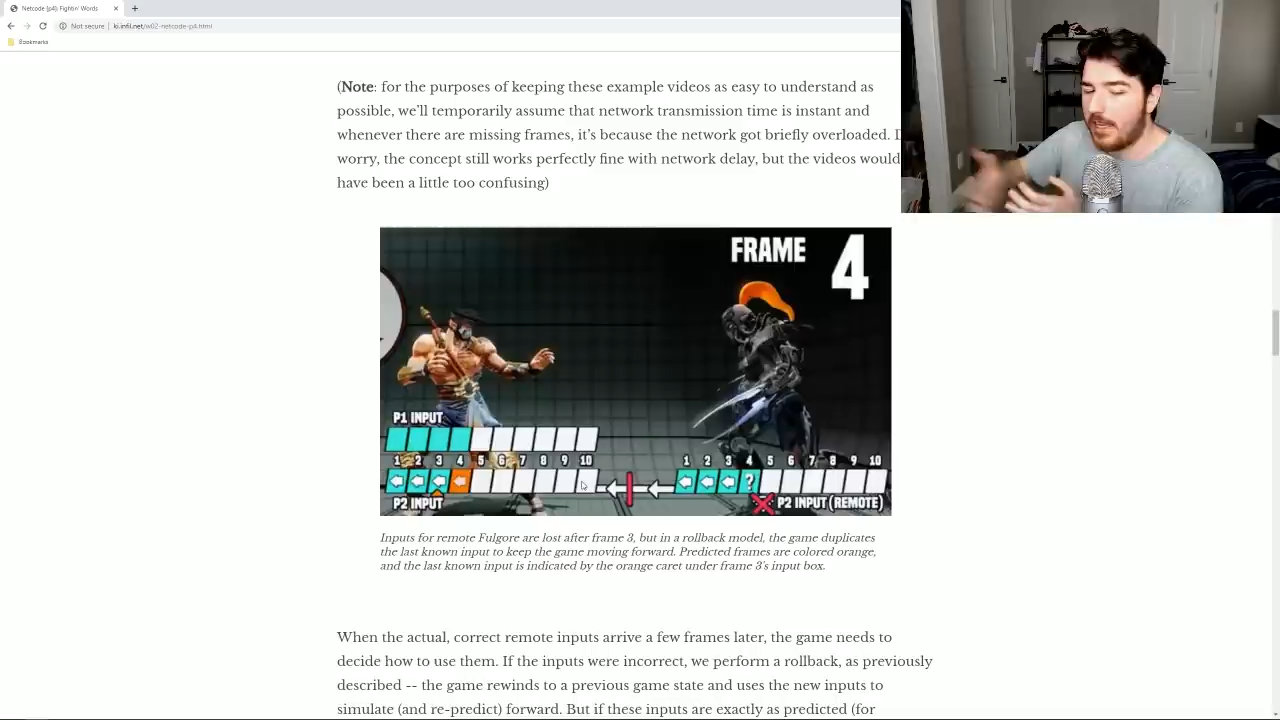 Netcode (p4): Fightin' Words
Not secure
ki.infil.net/w02-netcode-p4.html
Bookmarks
(Note: for the purposes of keeping these example videos as easy to understand as
possible, we'll temporarily assume that network transmission time is instant and
whenever there are missing frames, it's because the network got briefly overloaded.
worry, the concept still works perfectly fine with network delay, but the videos would
have been a little too confusing)
FRAME 4
P1 INPUT
1 2 3 4 5 6 7 8 9 10
1 2 3 4 5 6 7 8 9 10
?
P2 INPUT
P2 INPUT (REMOTE)
Inputs for remote Fulgore are lost after frame 3, but in a rollback model, the game duplicates
the last known input to keep the game moving forward. Predicted frames are colored orange,
and the last known input is indicated by the orange caret under frame 3's input box.
When the actual, correct remote inputs arrive a few frames later, the game needs to
decide how to use them. If the inputs were incorrect, we perform a rollback, as previously
described -- the game rewinds to a previous game state and uses the new inputs to
simulate (and re-predict) forward. But if these inputs are exactly as predicted (for